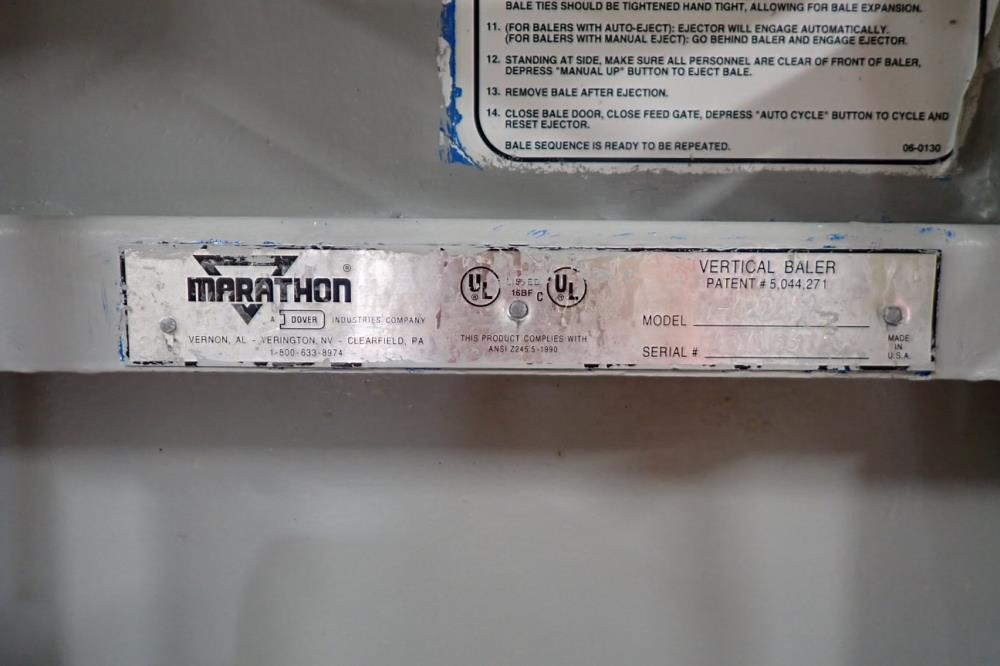 BALE TIES SHOULD BE TIGHTENED HAND TIGHT, ALLOWING FOR BALE EXPANSION.
11. (FOR BALERS WITH AUTO-EJECT): EJECTOR WILL ENGAGE AUTOMATICALLY.
(FOR BALERS WITH MANUAL EJECT): GO BEHIND BALER AND ENGAGE EJECTOR.
12. STANDING AT SIDE, MAKE SURE ALL PERSONNEL ARE CLEAR OF FRONT OF BALER,
DEPRESS "MANUAL UP" BUTTON TO EJECT BALE.
13. REMOVE BALE AFTER EJECTION.
14. CLOSE BALE DOOR, CLOSE FEED GATE, DEPRESS "AUTO CYCLE" BUTTON TO CYCLE AND
RESET EJECTOR.
BALE SEQUENCE IS READY TO BE REPEATED.
06-0130
MARATHON ®
A DOVER INDUSTRIES COMPANY
VERNON, AL - YERINGTON, NV - CLEARFIELD, PA
1-800-633-8974
UL ® LISTED 16BF C UL ®
THIS PRODUCT COMPLIES WITH
ANSI Z245.5-1990
VERTICAL BALER
PATENT # 5,044,271
MODEL
SERIAL #
MADE
IN
U.S.A.